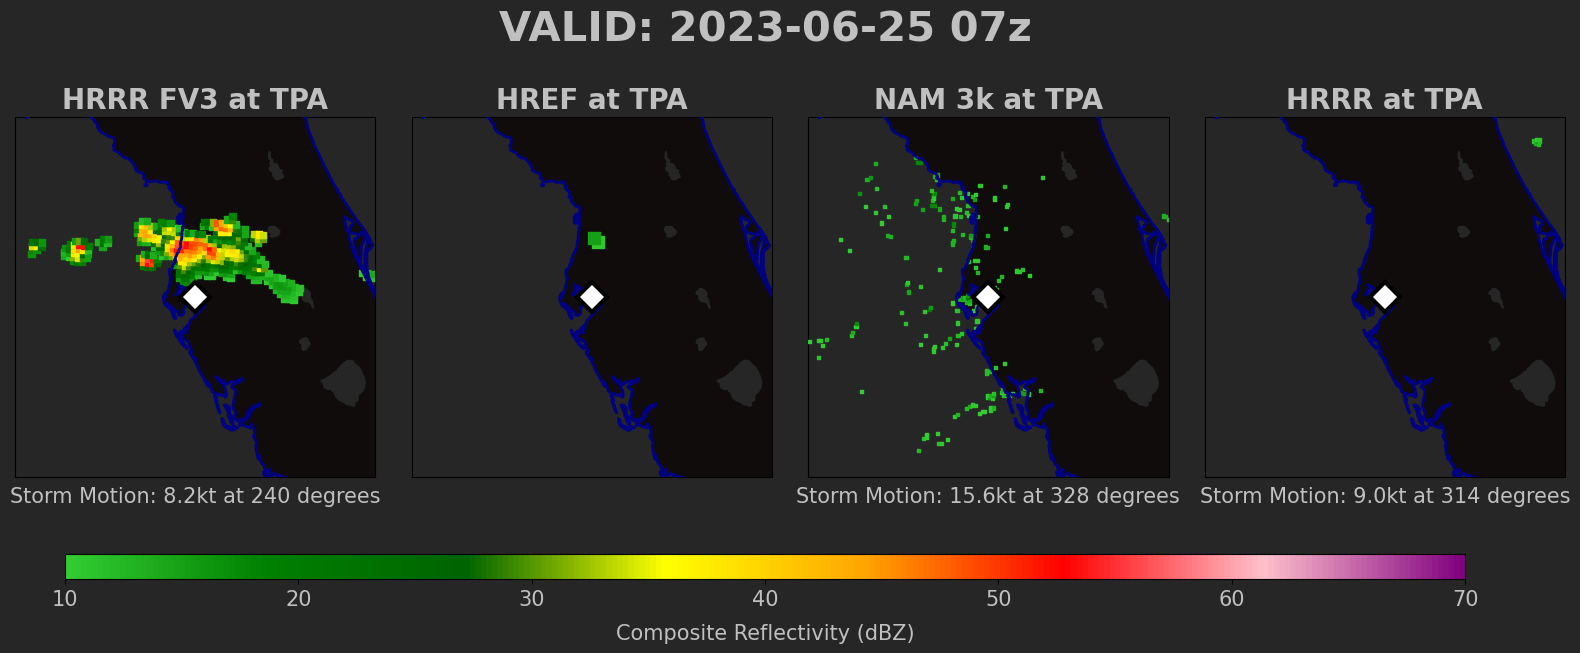 VALID: 2023-06-25 07z
HRRR FV3 at TPA
HREF at TPA
NAM 3k at TPA
HRRR at TPA
Storm Motion: 8.2kt at 240 degrees
Storm Motion: 15.6kt at 328 degrees
Storm Motion: 9.0kt at 314 degrees
10 20 30 40 50 60 70
Composite Reflectivity (dBZ)